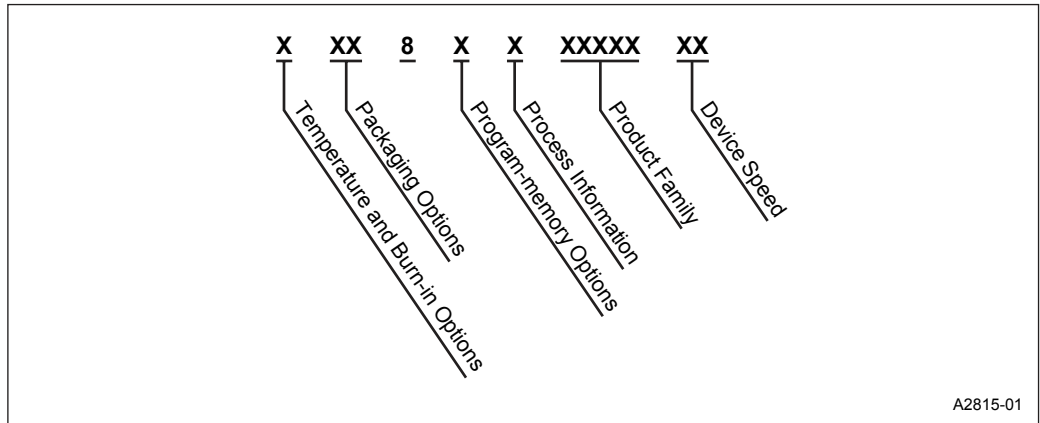 X XX 8 X X XXXXX XX
Temperature and Burn-in Options
Packaging Options
Program-memory Options
Process Information
Product Family
Device Speed
A2815-01